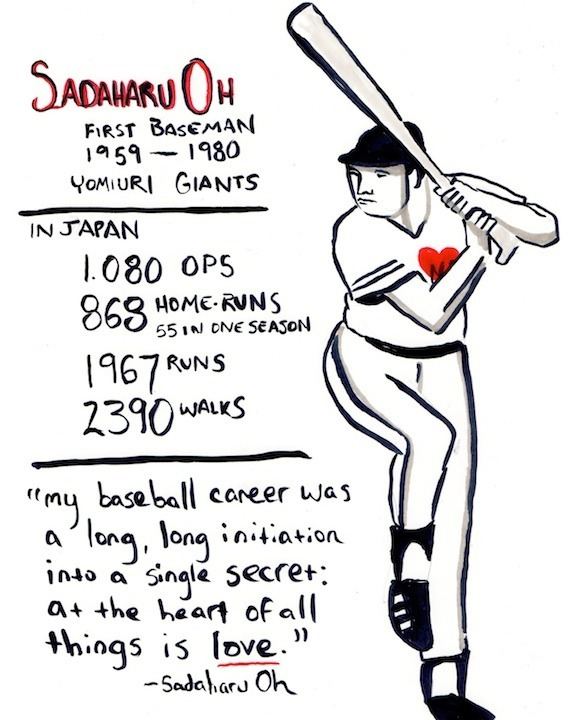 SADAHARU OH
FIRST BASEMAN
1959 — 1980
YOMIURI GIANTS
IN JAPAN
1.080 OPS
868 HOME-RUNS
55 IN ONE SEASON
1967 RUNS
2390 WALKS
"my baseball career was
a long, long initiation
into a single secret:
at the heart of all
things is love."
-Sadaharu Oh